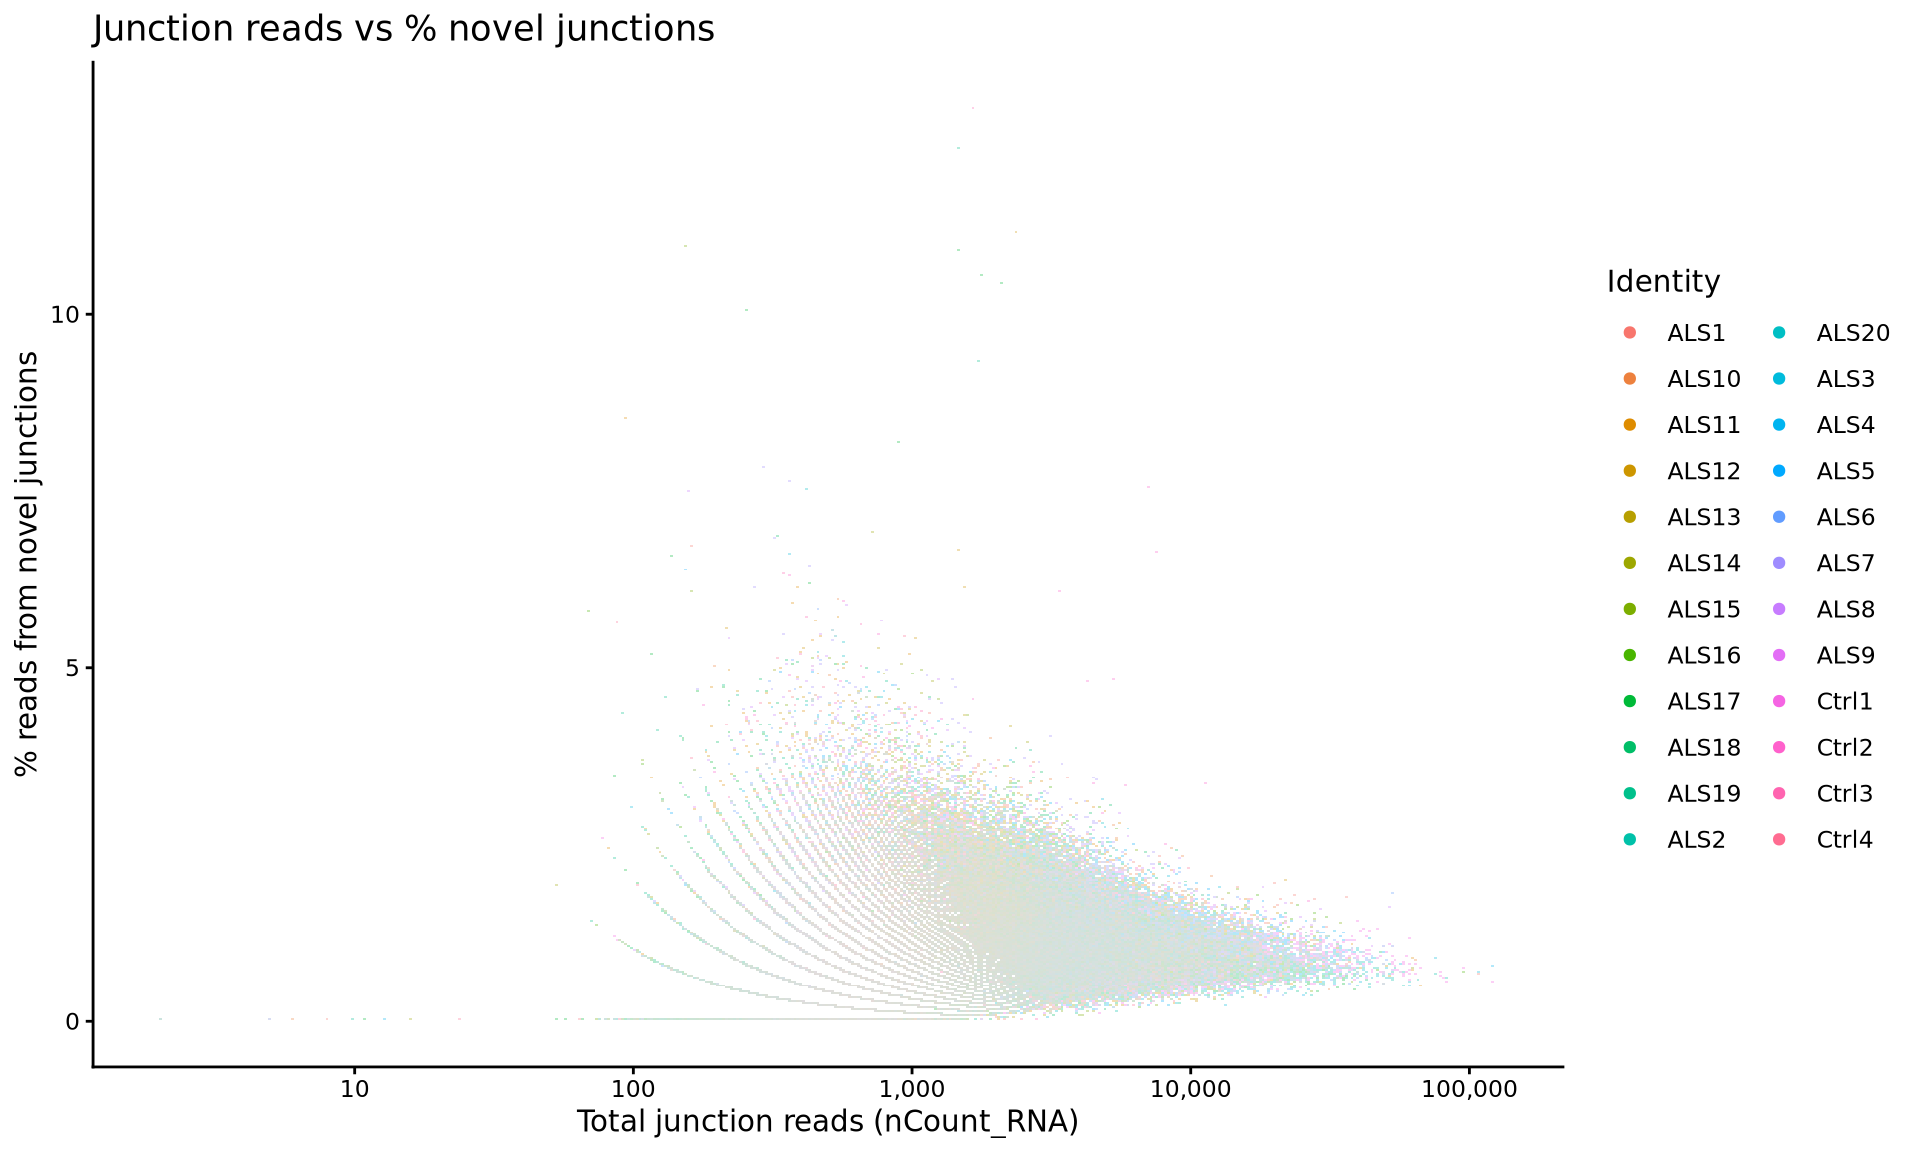 Junction reads vs % novel junctions
% reads from novel junctions
10
5
0
10
100
1,000
10,000
100,000
Total junction reads (nCount_RNA)
Identity
ALS1
ALS10
ALS11
ALS12
ALS13
ALS14
ALS15
ALS16
ALS17
ALS18
ALS19
ALS2
ALS20
ALS3
ALS4
ALS5
ALS6
ALS7
ALS8
ALS9
Ctrl1
Ctrl2
Ctrl3
Ctrl4